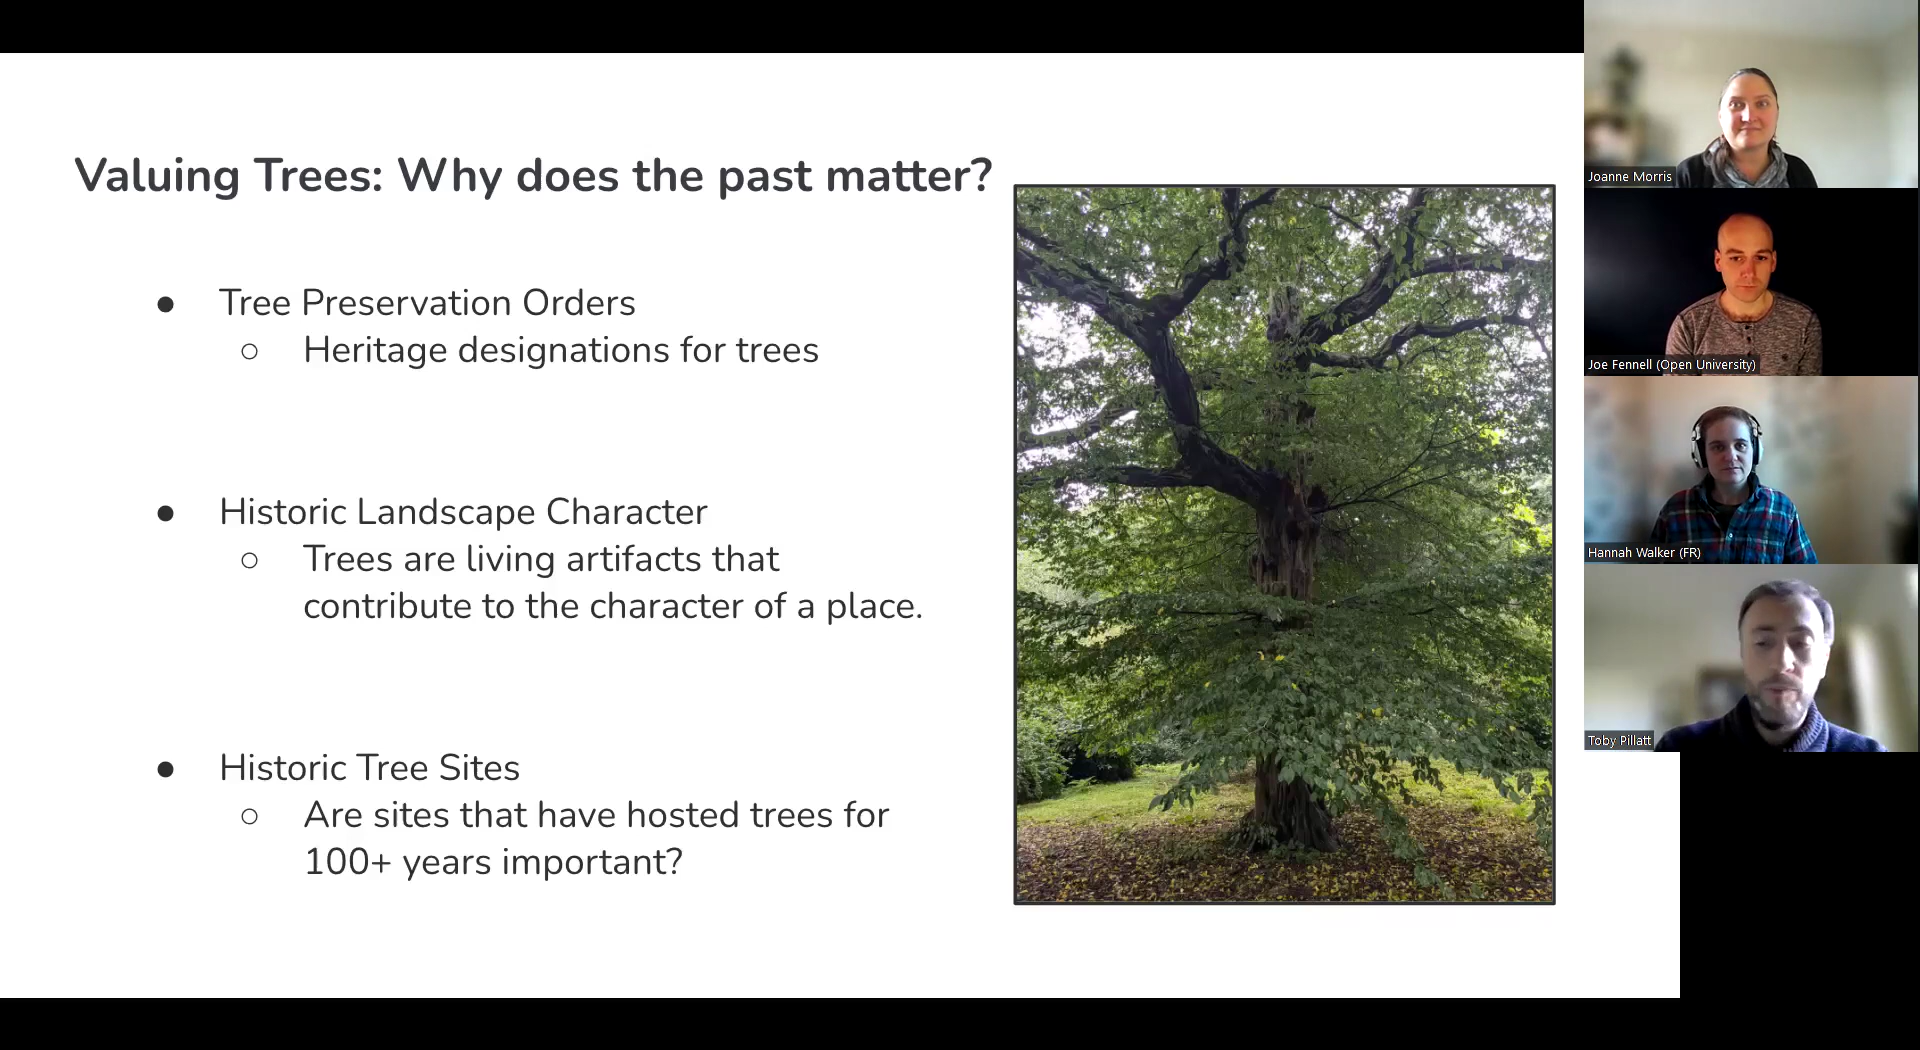 Valuing Trees: Why does the past matter?
● Tree Preservation Orders
○ Heritage designations for trees
● Historic Landscape Character
○ Trees are living artifacts that
contribute to the character of a place.
● Historic Tree Sites
○ Are sites that have hosted trees for
100+ years important?
Joanne Morris
Joe Fennell (Open University)
Hannah Walker (FR)
Toby Pillatt